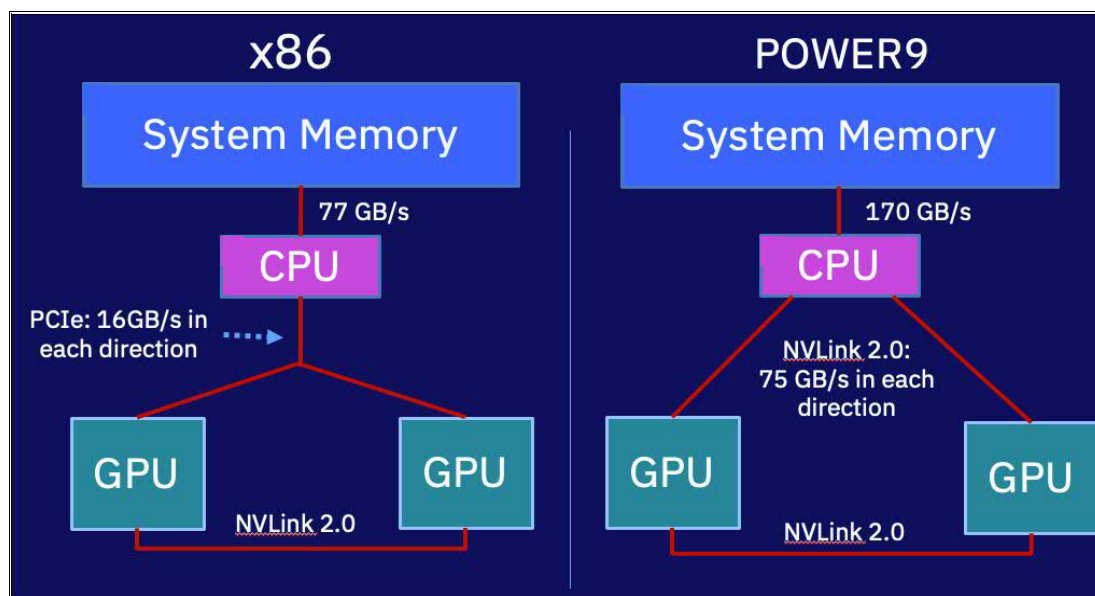 x86
System Memory
77 GB/s
CPU
PCIe: 16GB/s in
each direction
GPU
GPU
NVLink 2.0
POWER9
System Memory
170 GB/s
CPU
NVLink 2.0:
75 GB/s in each
direction
GPU
GPU
NVLink 2.0